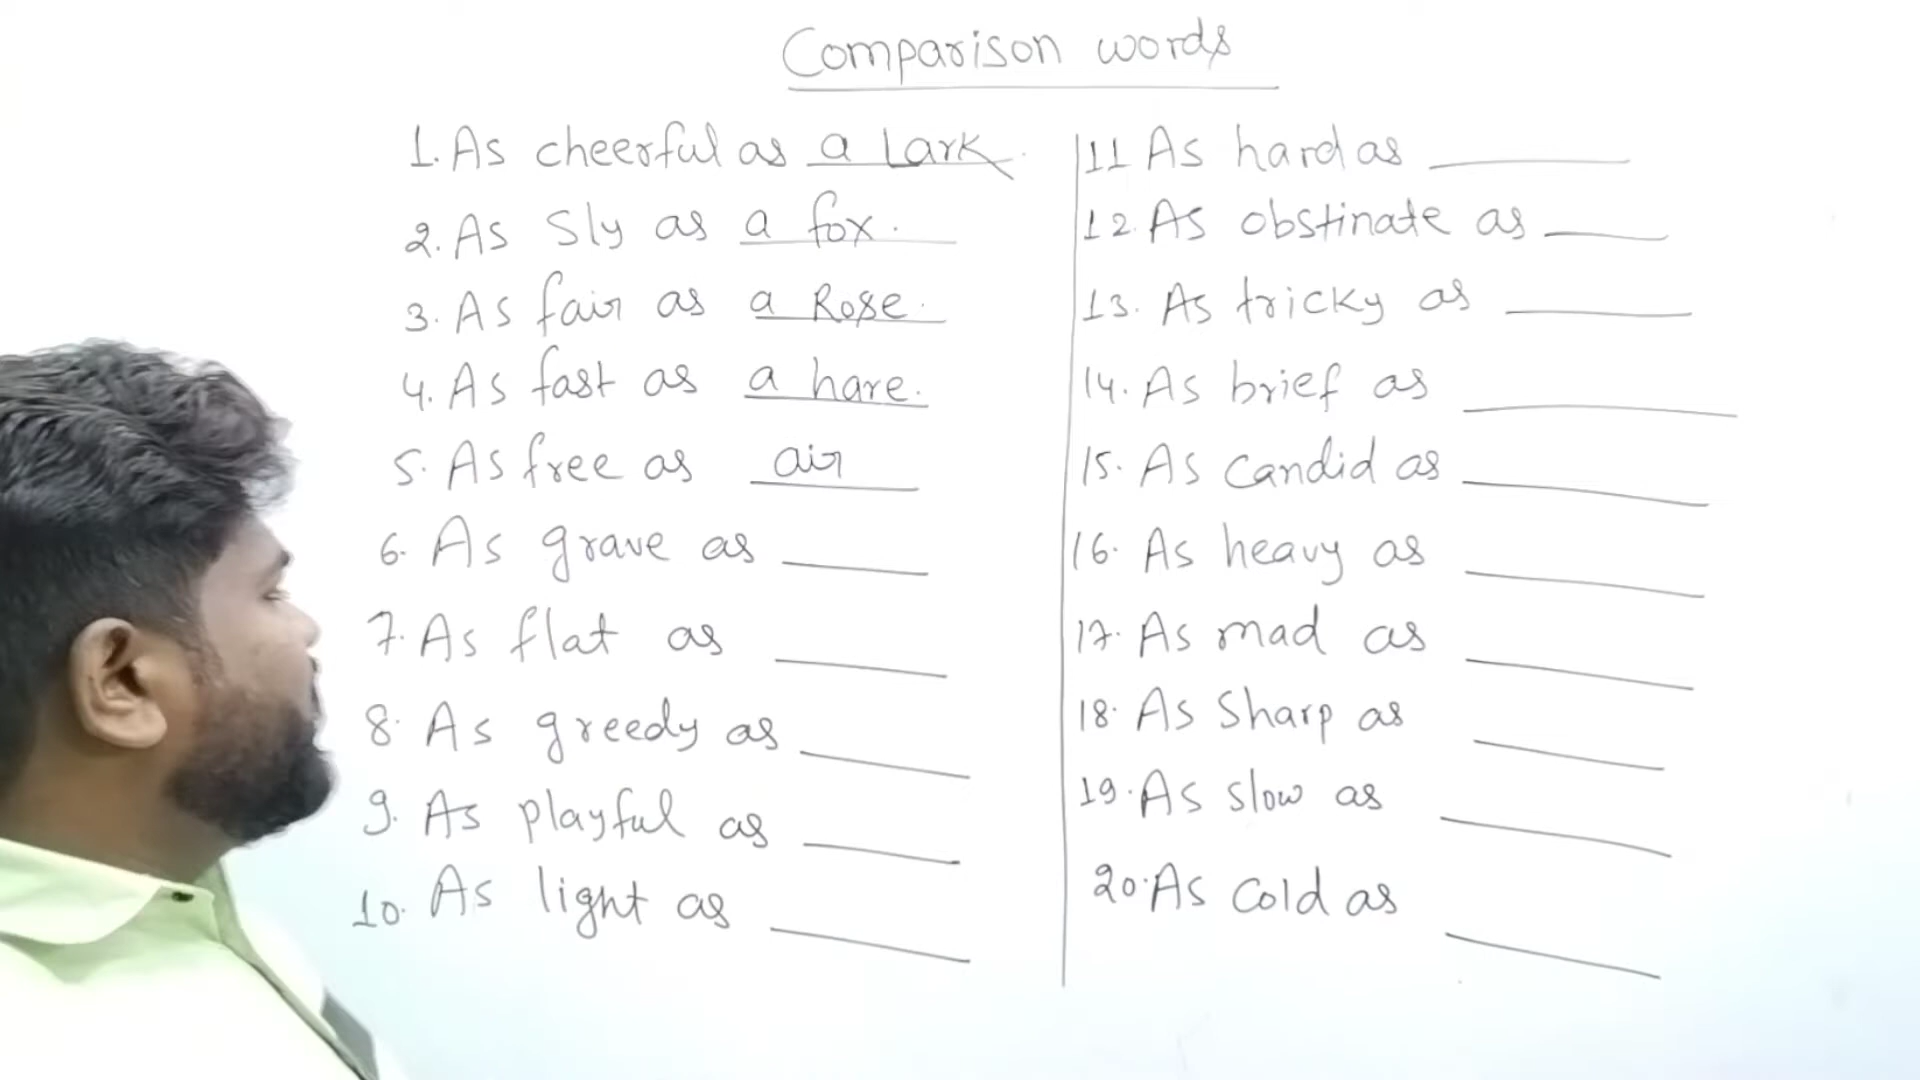 Comparison words
1. As cheerful as a Lark.
2. As Sly as a fox.
3. As fair as a Rose.
4. As fast as a hare.
5. As free as air
6. As grave as
7. As flat as
8. As greedy as
9. As playful as
10. As light as
11 As hard as
12. As obstinate as
13. As tricky as
14. As brief as
15. As Candid as
16. As heavy as
17. As mad as
18. As Sharp as
19. As slow as
20. As Cold as